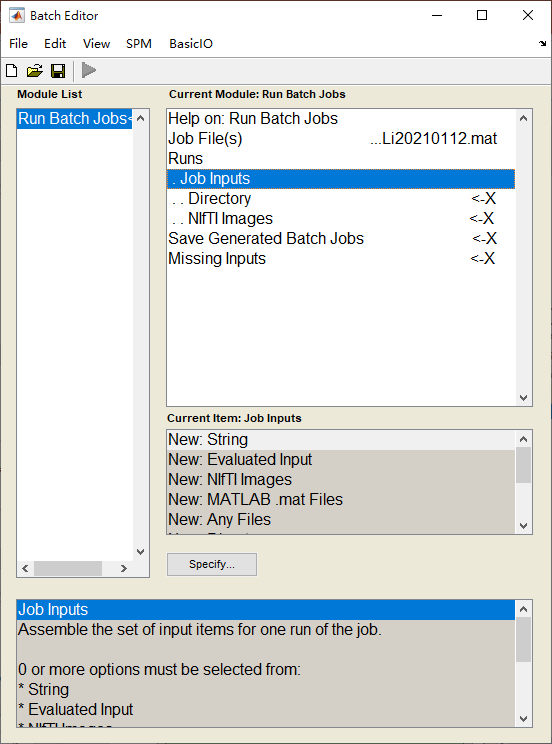 Batch Editor
File Edit View SPM BasicIO
Module List
Current Module: Run Batch Jobs
Run Batch Jobs<
Help on: Run Batch Jobs
Job File(s) ...Li20210112.mat
Runs
. Job Inputs
. . Directory <-X
. . NIfTI Images <-X
Save Generated Batch Jobs <-X
Missing Inputs <-X
Current Item: Job Inputs
New: String
New: Evaluated Input
New: NIfTI Images
New: MATLAB .mat Files
New: Any Files
Specify...
Job Inputs
Assemble the set of input items for one run of the job.
0 or more options must be selected from:
* String
* Evaluated Input
* NIfTI Images